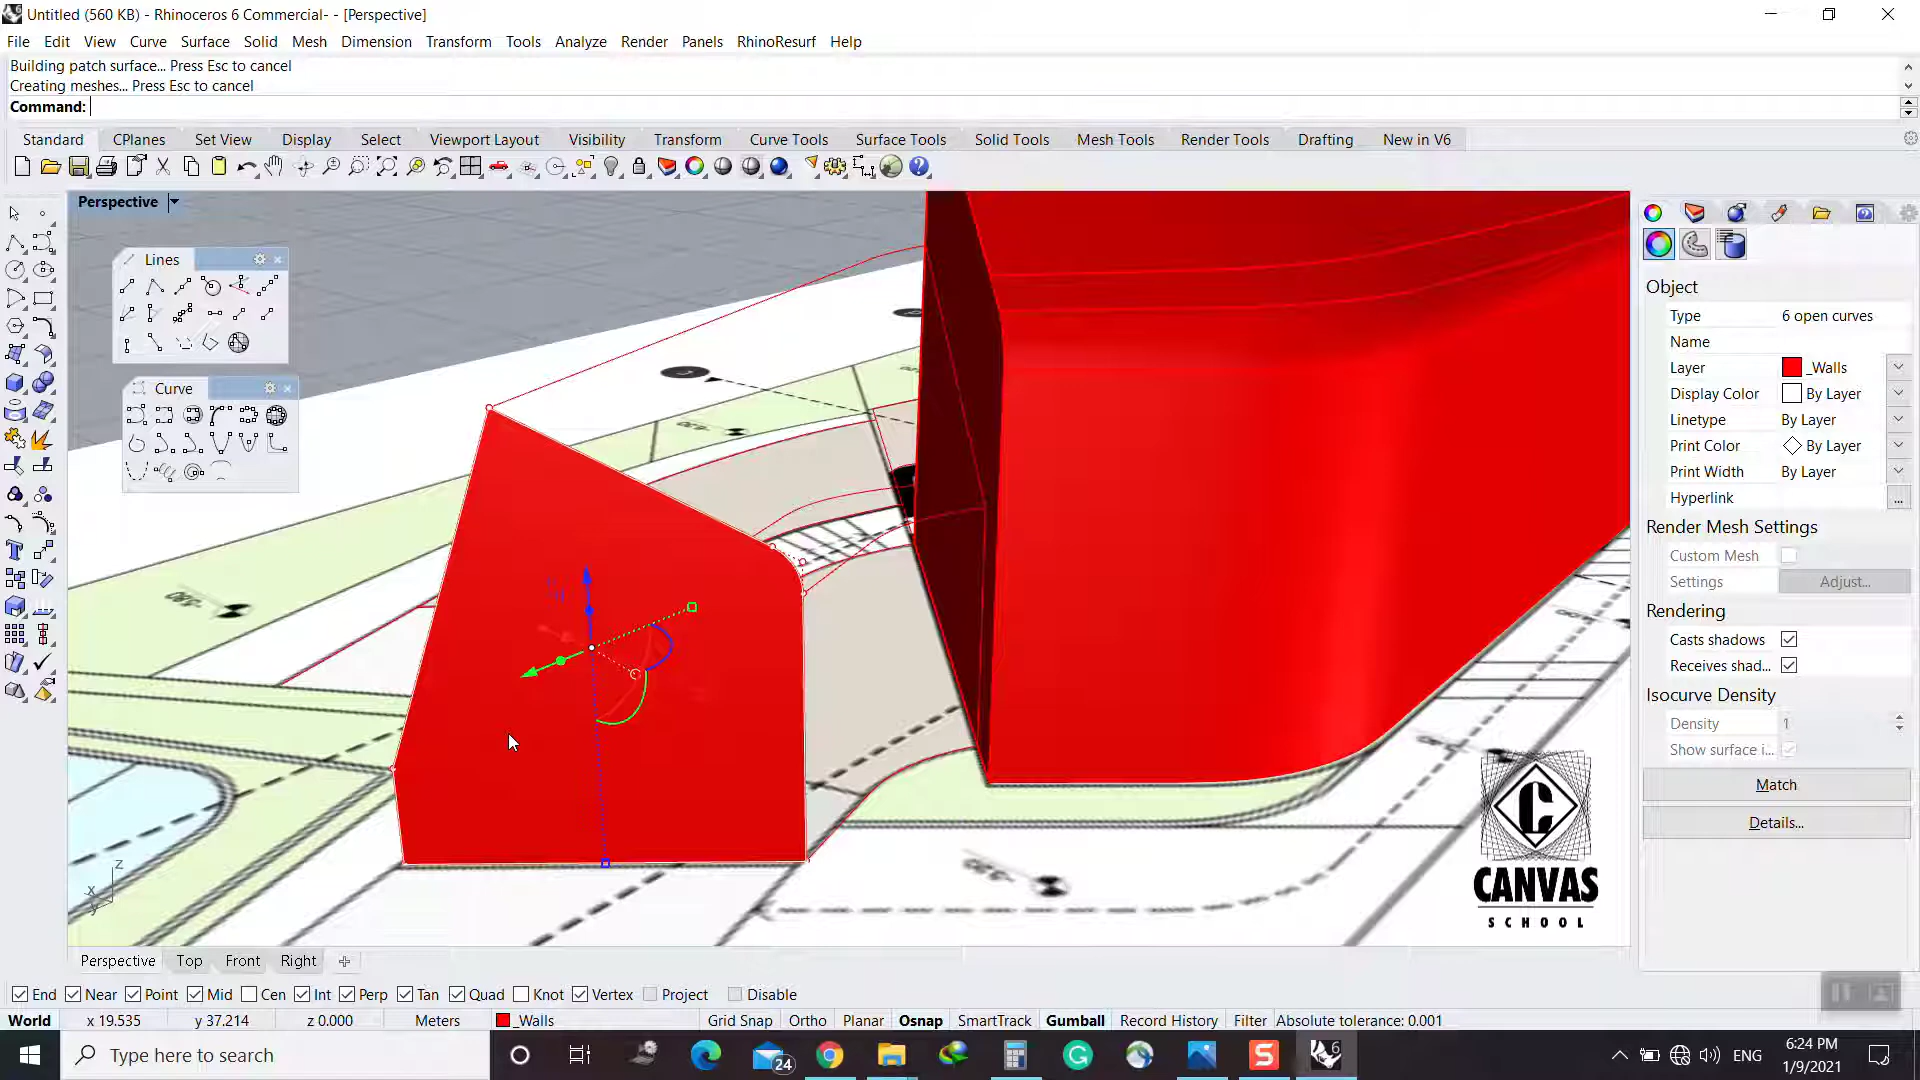 Untitled (560 KB) - Rhinoceros 6 Commercial- - [Perspective]
File Edit View Curve Surface Solid Mesh Dimension Transform Tools Analyze Render Panels RhinoResurf Help
Building patch surface... Press Esc to cancel
Creating meshes... Press Esc to cancel
Command:
Standard CPlanes Set View Display Select Viewport Layout Visibility Transform Curve Tools Surface Tools Solid Tools Mesh Tools Render Tools Drafting New in V6
Perspective
Lines
Curve
Object
Type 6 open curves
Name
Layer _Walls
Display Color By Layer
Linetype By Layer
Print Color By Layer
Print Width By Layer
Hyperlink ...
Render Mesh Settings
Custom Mesh
Settings Adjust...
Rendering
Casts shadows
Receives shad...
Isocurve Density
Density 1
Show surface i...
Match
Details...
CANVAS
SCHOOL
z
x
y
Perspective Top Front Right
End Near Point Mid Cen Int Perp Tan Quad Knot Vertex Project Disable
World x 19.535 y 37.214 z 0.000 Meters _Walls Grid Snap Ortho Planar Osnap SmartTrack Gumball Record History Filter Absolute tolerance: 0.001
Type here to search
24
S
6
ENG
6:24 PM
1/9/2021